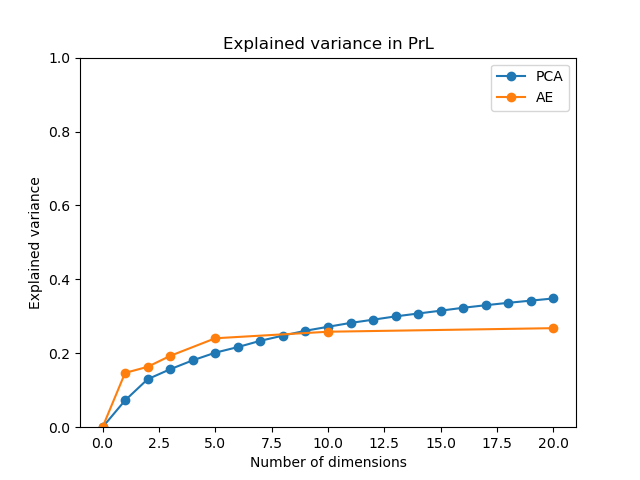 Explained variance in PrL
PCA
AE
1.0
0.8
0.6
0.4
0.2
0.0
Explained variance
0.0 2.5 5.0 7.5 10.0 12.5 15.0 17.5 20.0
Number of dimensions